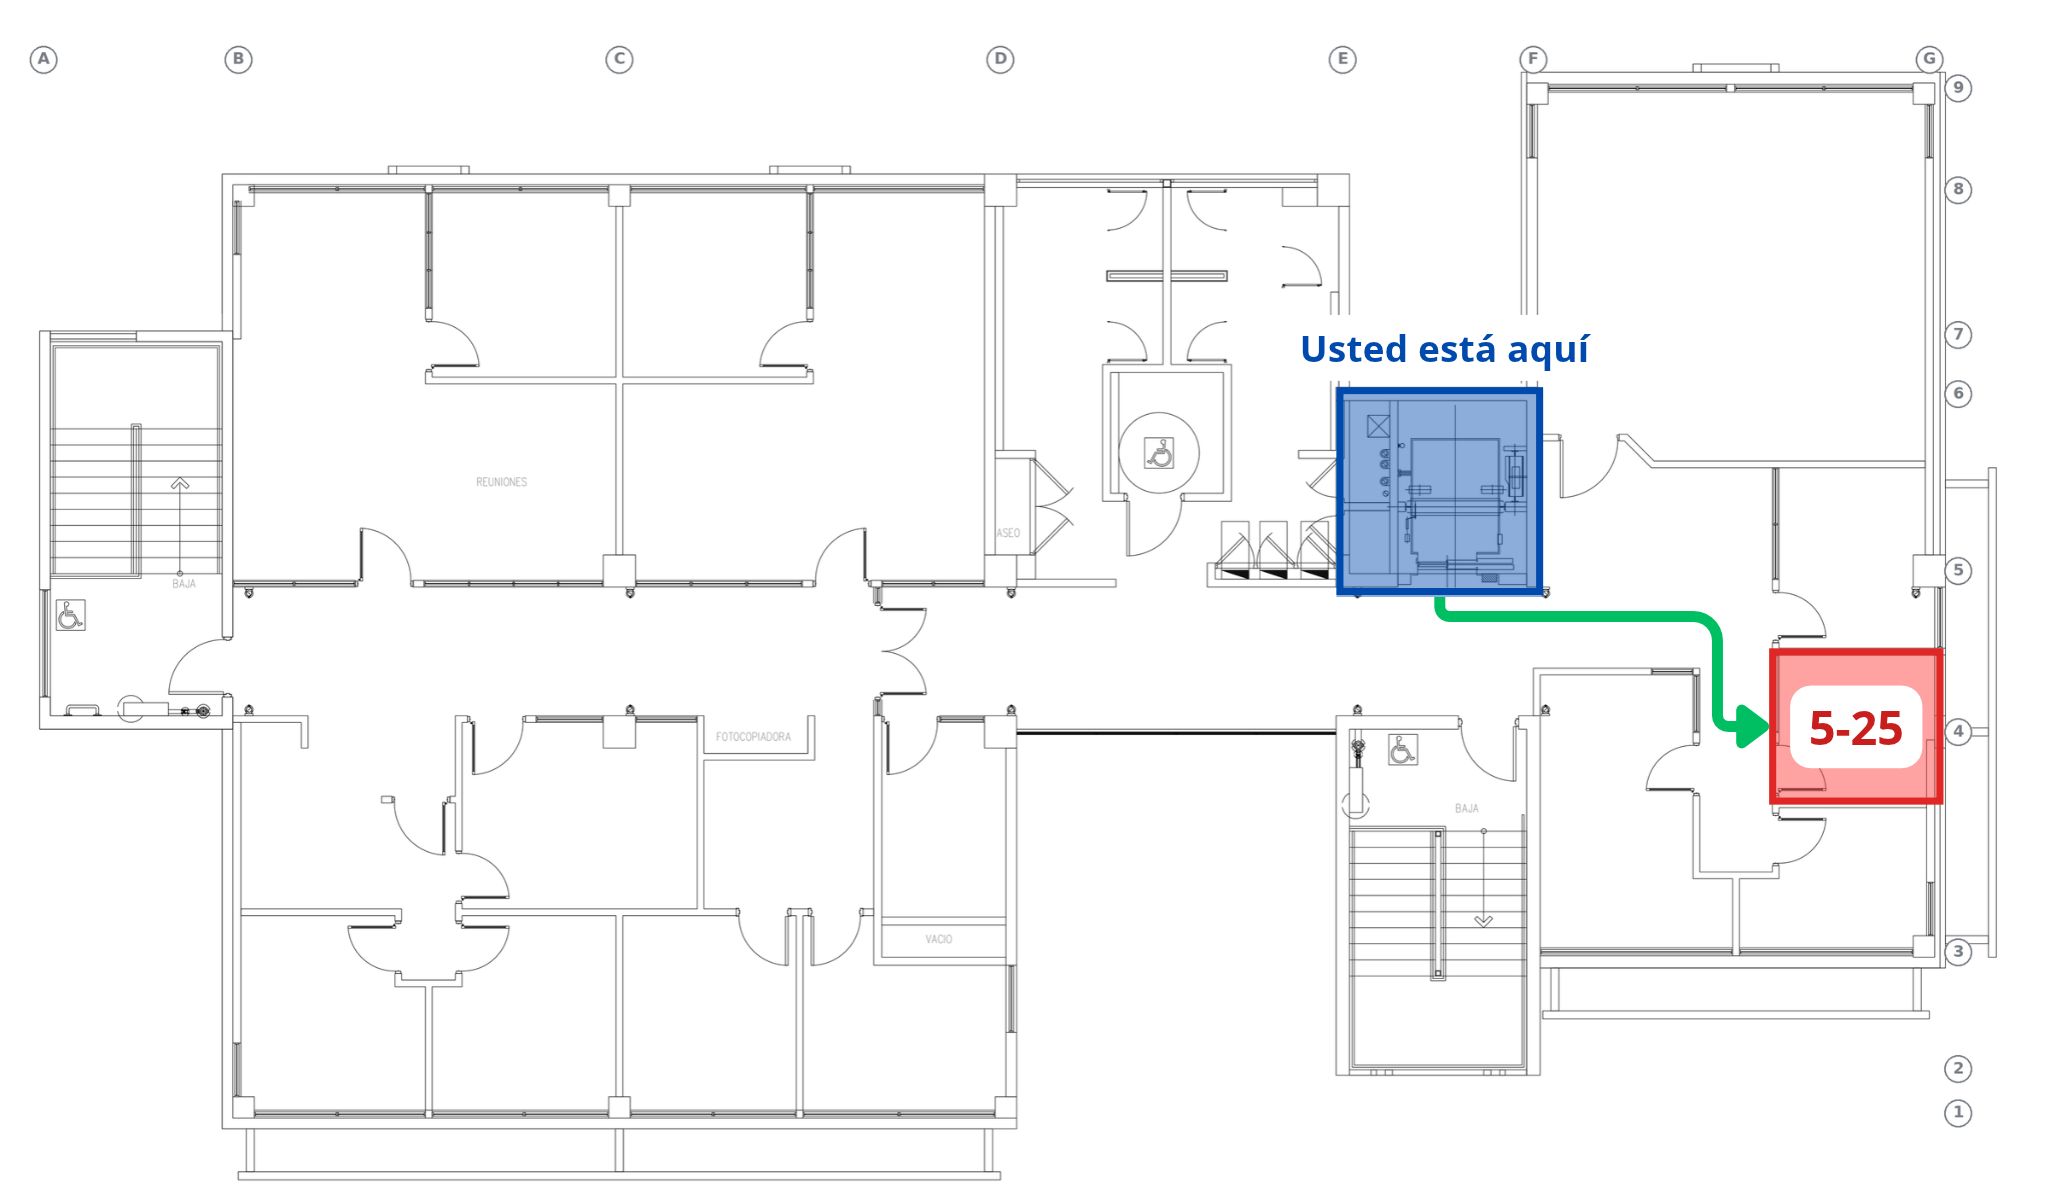 A B C D E F G
9
8
7
Usted está aquí
6
REUNIONES
ASEO
5
BAJA
5-25
4
FOTOCOPIADORA
BAJA
VACIO
3
2
1